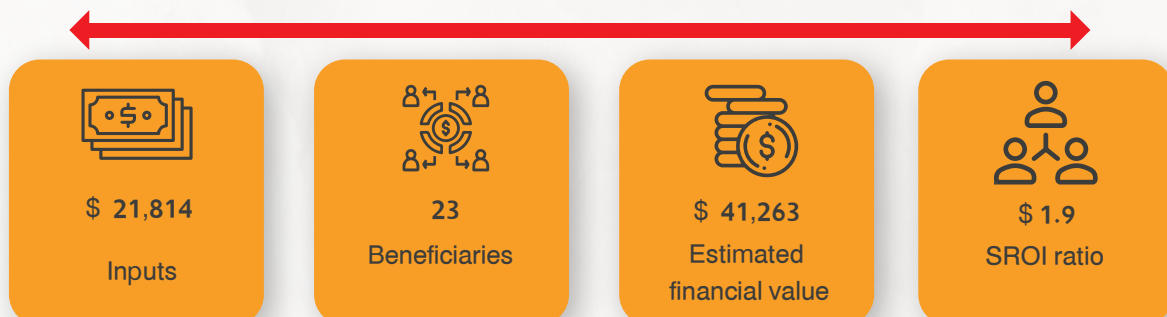 $ 21,814
Inputs
23
Beneficiaries
$ 41,263
Estimated
financial value
$ 1.9
SROI ratio